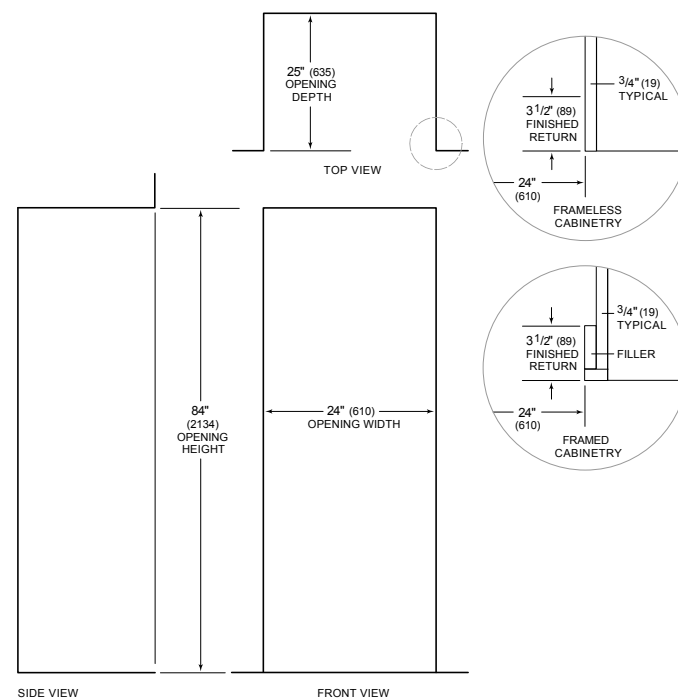 25" (635)
OPENING
DEPTH
TOP VIEW
3/4" (19)
TYPICAL
3 1/2" (89)
FINISHED
RETURN
24"
(610)
FRAMELESS
CABINETRY
3/4" (19)
TYPICAL
3 1/2" (89)
FINISHED
RETURN
FILLER
24"
(610)
FRAMED
CABINETRY
84"
(2134)
OPENING
HEIGHT
24" (610)
OPENING WIDTH
SIDE VIEW
FRONT VIEW